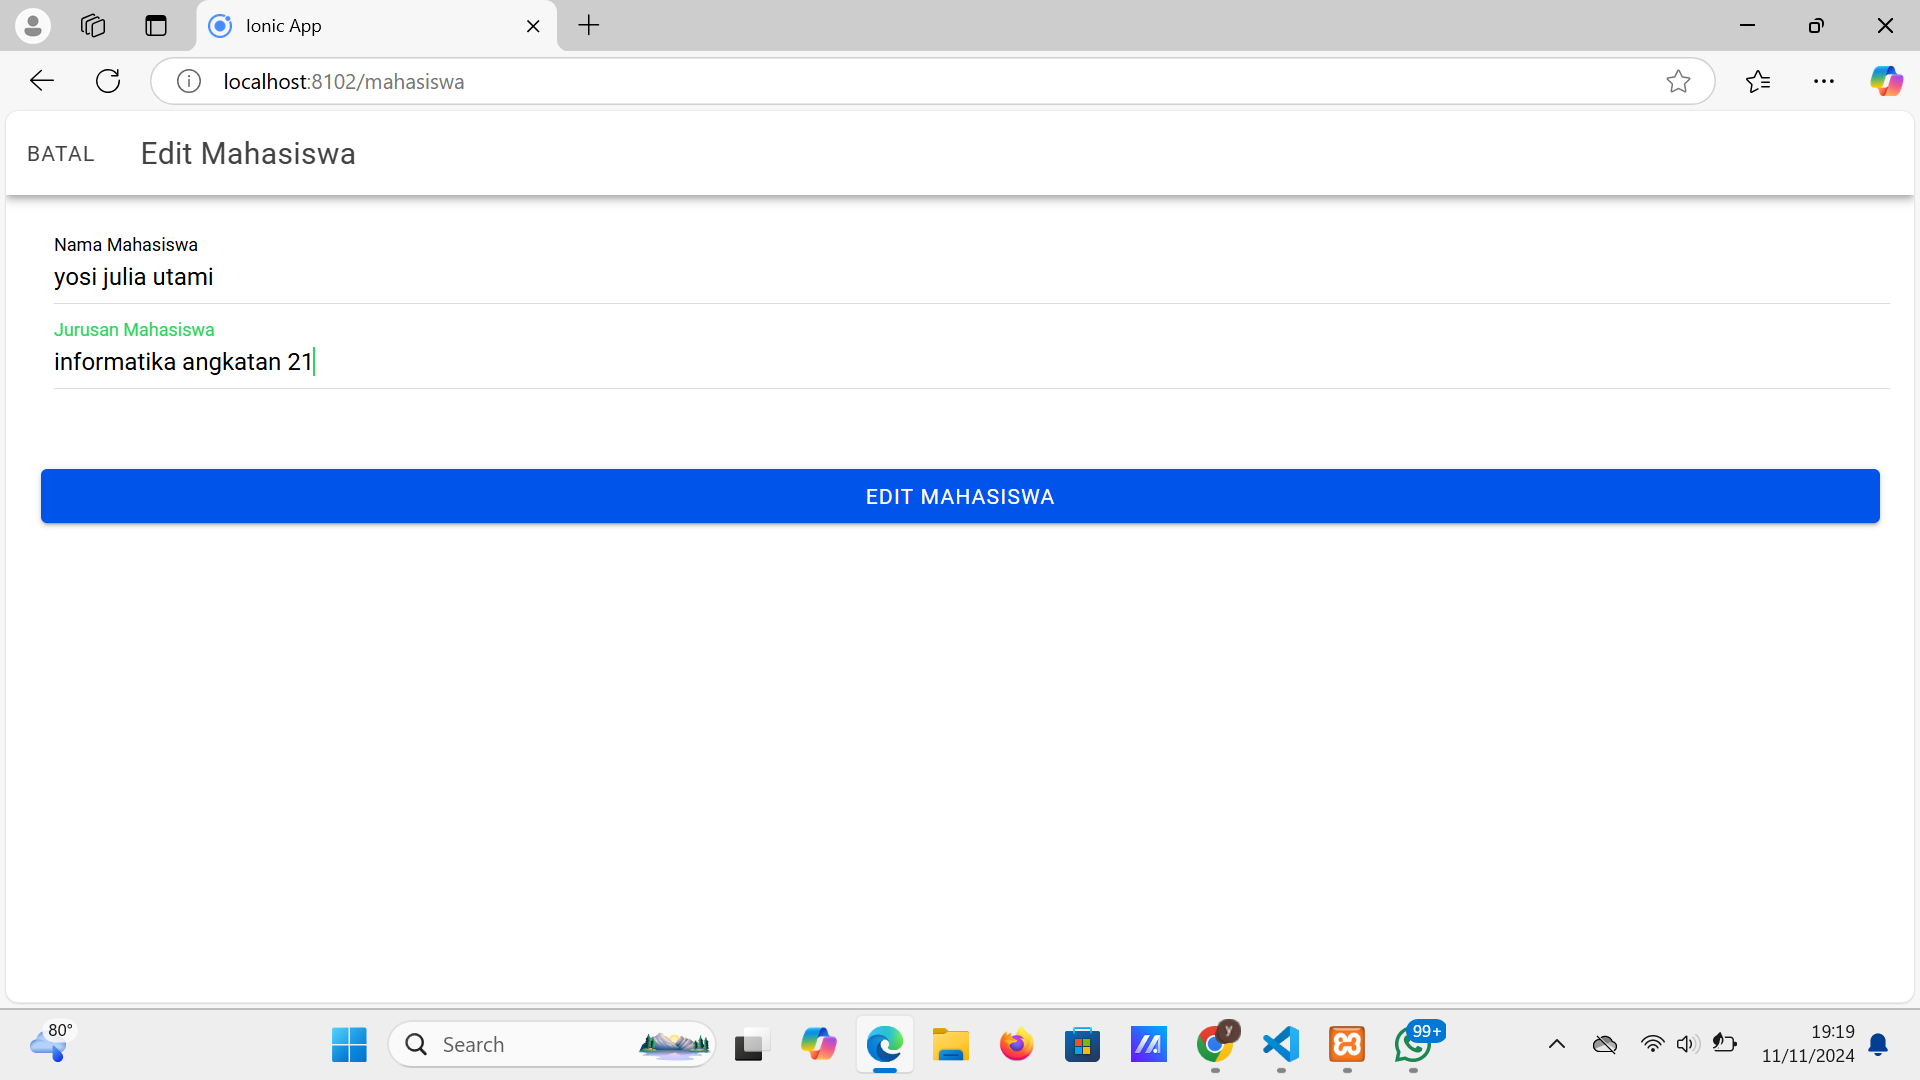 Ionic App
localhost:8102/mahasiswa
BATAL
Edit Mahasiswa
Nama Mahasiswa
yosi julia utami
Jurusan Mahasiswa
informatika angkatan 21
EDIT MAHASISWA
80°
Search
y
99+
19:19
11/11/2024